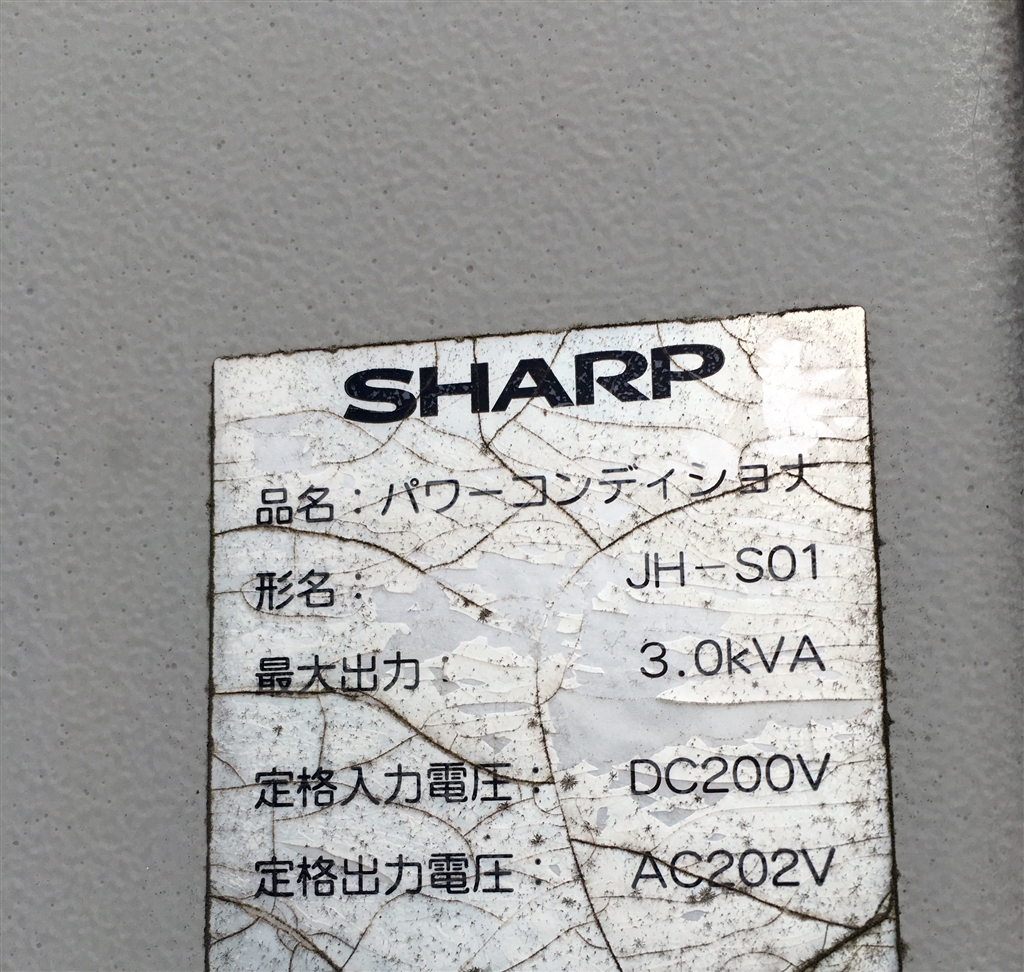 SHARP
品名：パワーコンディショナ
形名： JH-S01
最大出力： 3.0kVA
定格入力電圧： DC200V
定格出力電圧： AC202V